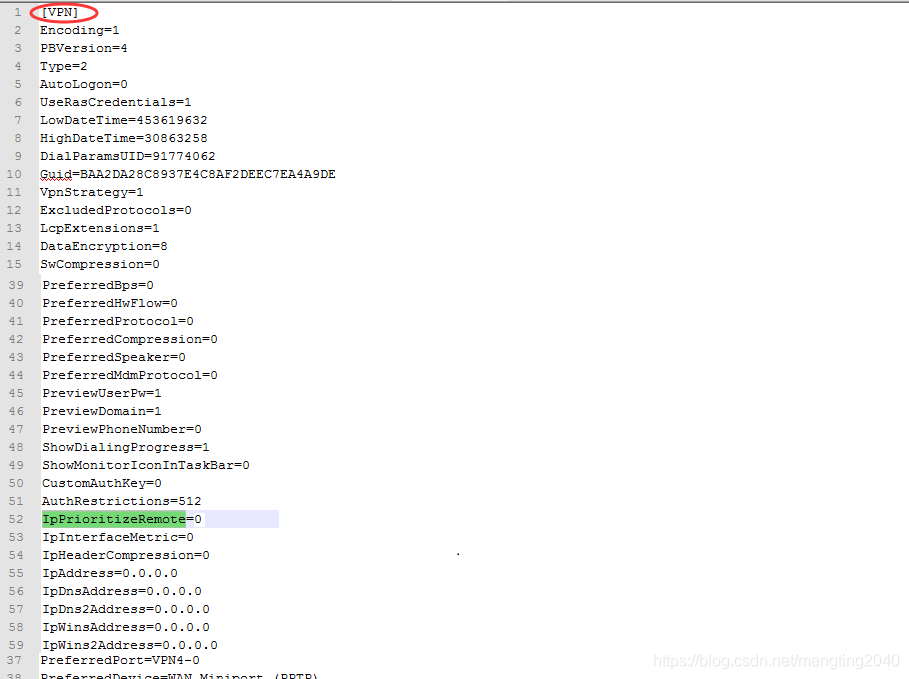 1 [VPN]
2 Encoding=1
3 PBVersion=4
4 Type=2
5 AutoLogon=0
6 UseRasCredentials=1
7 LowDateTime=453619632
8 HighDateTime=30863258
9 DialParamsUID=91774062
10 Guid=BAA2DA28C8937E4C8AF2DEEC7EA4A9DE
11 VpnStrategy=1
12 ExcludedProtocols=0
13 LcpExtensions=1
14 DataEncryption=8
15 SwCompression=0
39 PreferredBps=0
40 PreferredHwFlow=0
41 PreferredProtocol=0
42 PreferredCompression=0
43 PreferredSpeaker=0
44 PreferredMdmProtocol=0
45 PreviewUserPw=1
46 PreviewDomain=1
47 PreviewPhoneNumber=0
48 ShowDialingProgress=1
49 ShowMonitorIconInTaskBar=0
50 CustomAuthKey=0
51 AuthRestrictions=512
52 IpPrioritizeRemote=0
53 IpInterfaceMetric=0
54 IpHeaderCompression=0
55 IpAddress=0.0.0.0
56 IpDnsAddress=0.0.0.0
57 IpDns2Address=0.0.0.0
58 IpWinsAddress=0.0.0.0
59 IpWins2Address=0.0.0.0
37 PreferredPort=VPN4-0
38 PreferredDevice=WAN Miniport (PPTP)
https://blog.csdn.net/mengting2040